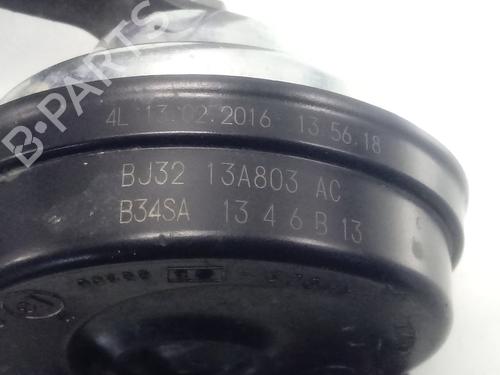 B-PARTS
4L 13.02.2016 13.56.18
BJ32 13A803 AC
B34SA 13 4 6 B 13